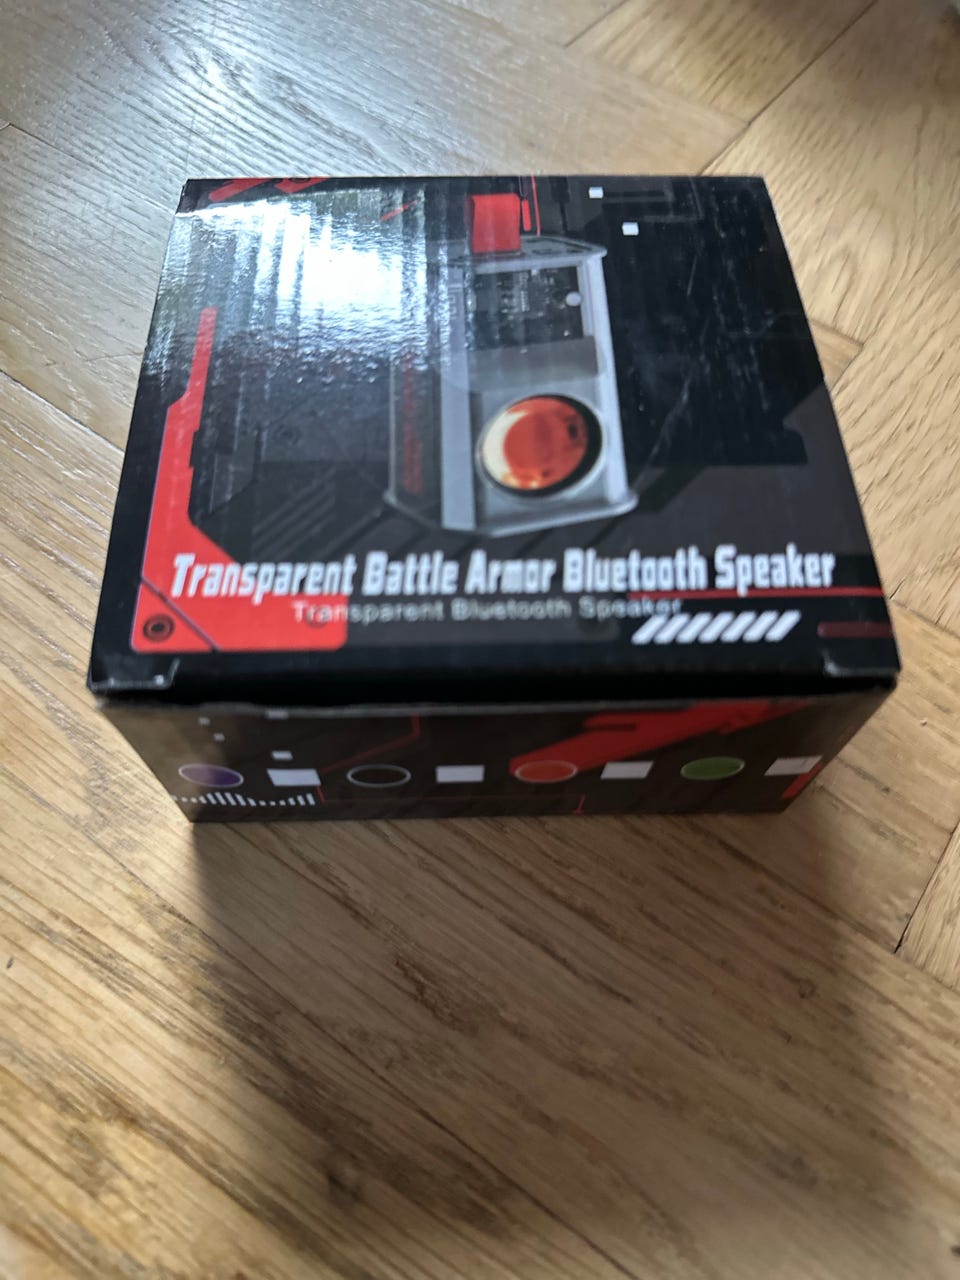 Transparent Battle Armor Bluetooth Speaker
Transparent Bluetooth Speaker